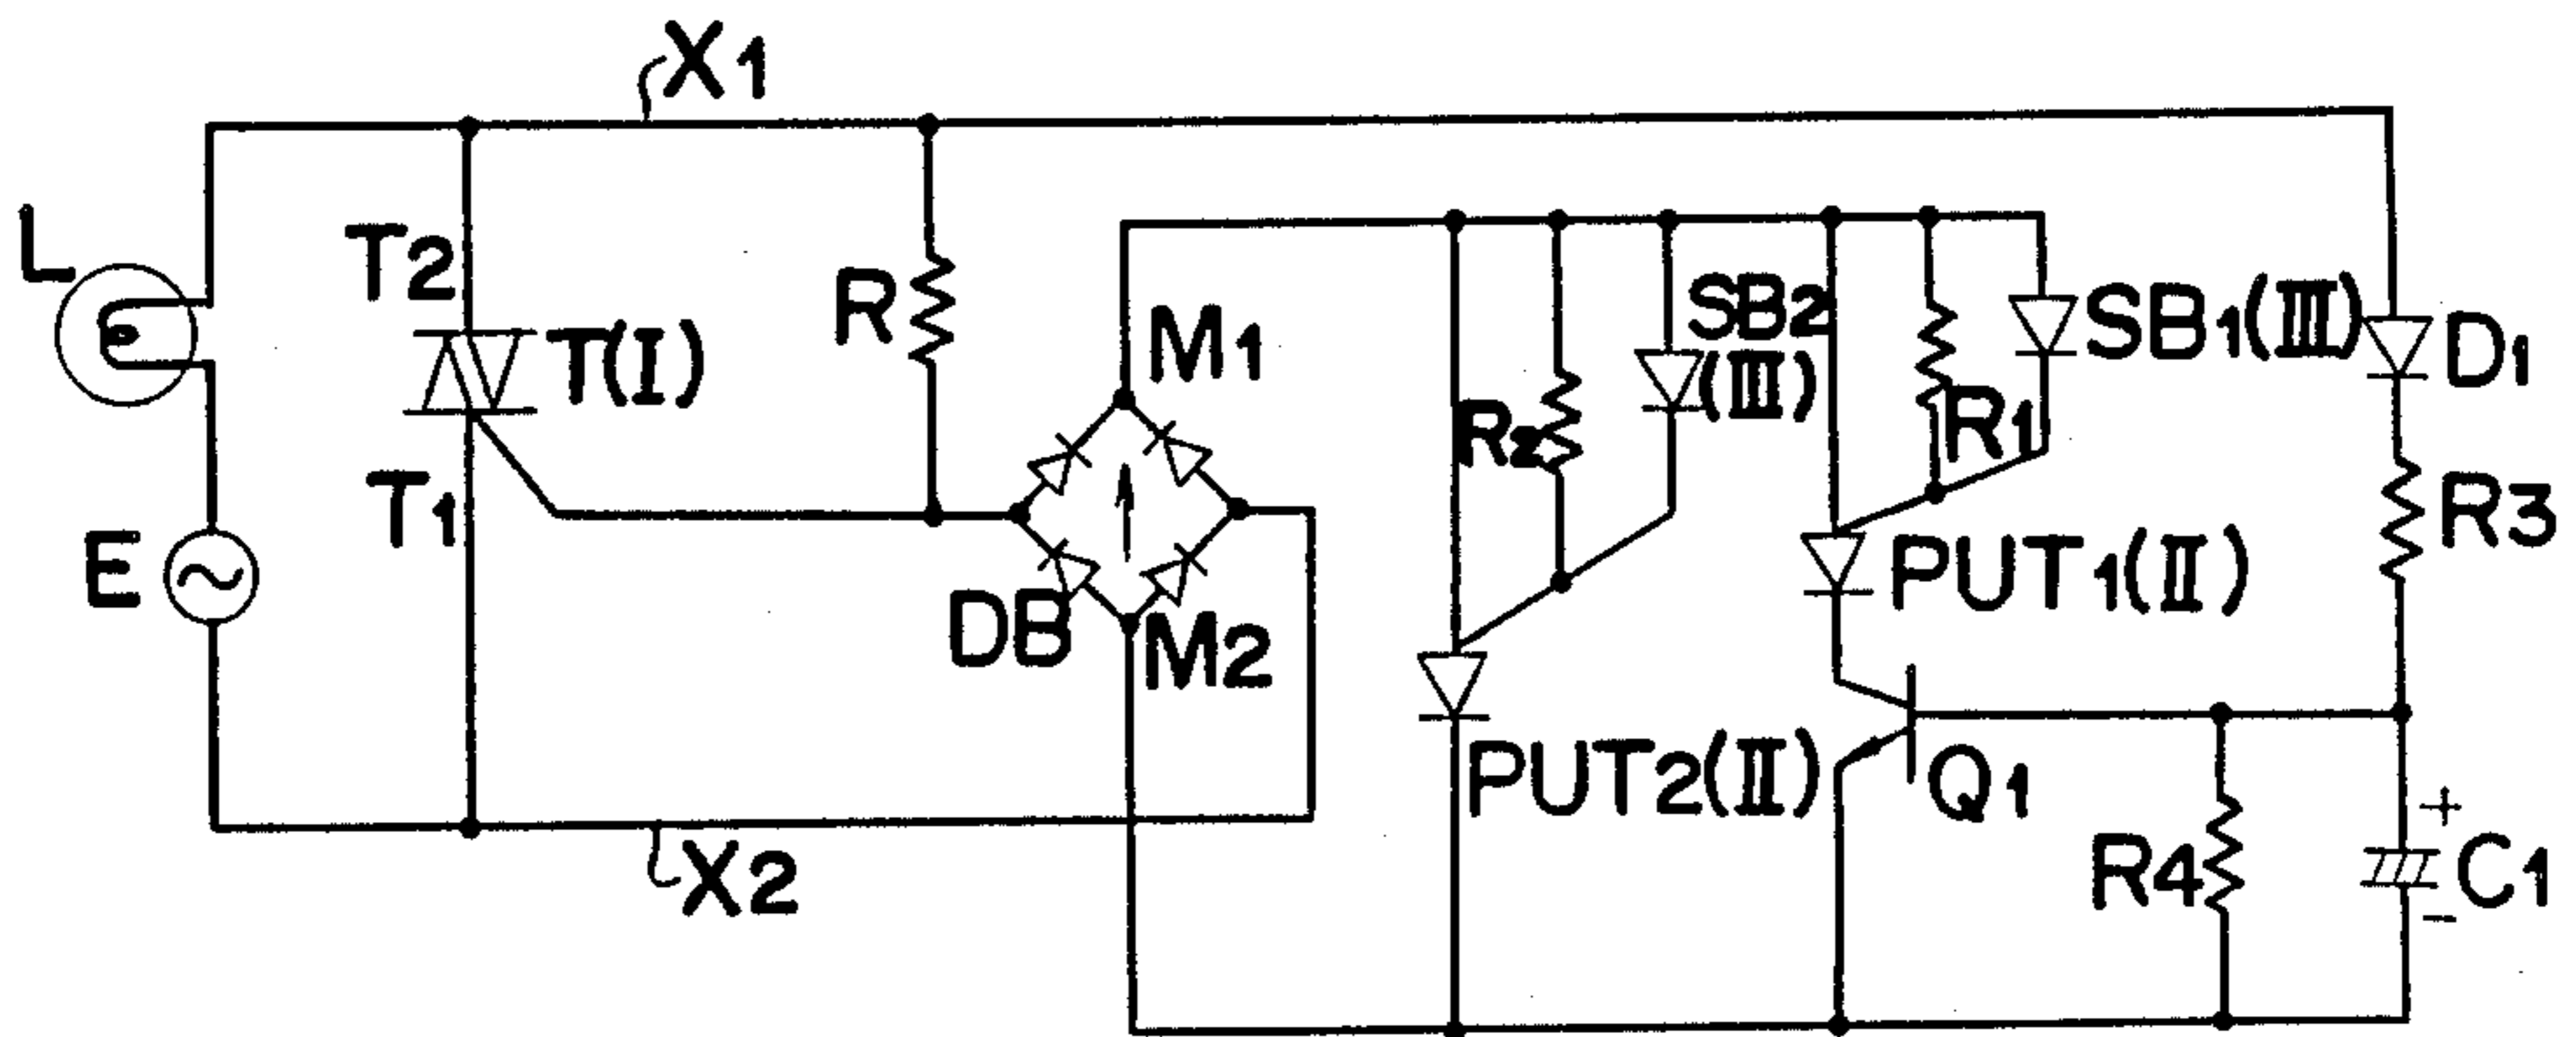 X1
L
T2
T(I)
R
M1
SB2
(III)
SB1(III)
D1
R2
R1
T1
R3
E
PUT1(II)
DB
M2
PUT2(II)
Q1
+
R4
C1
-
X2